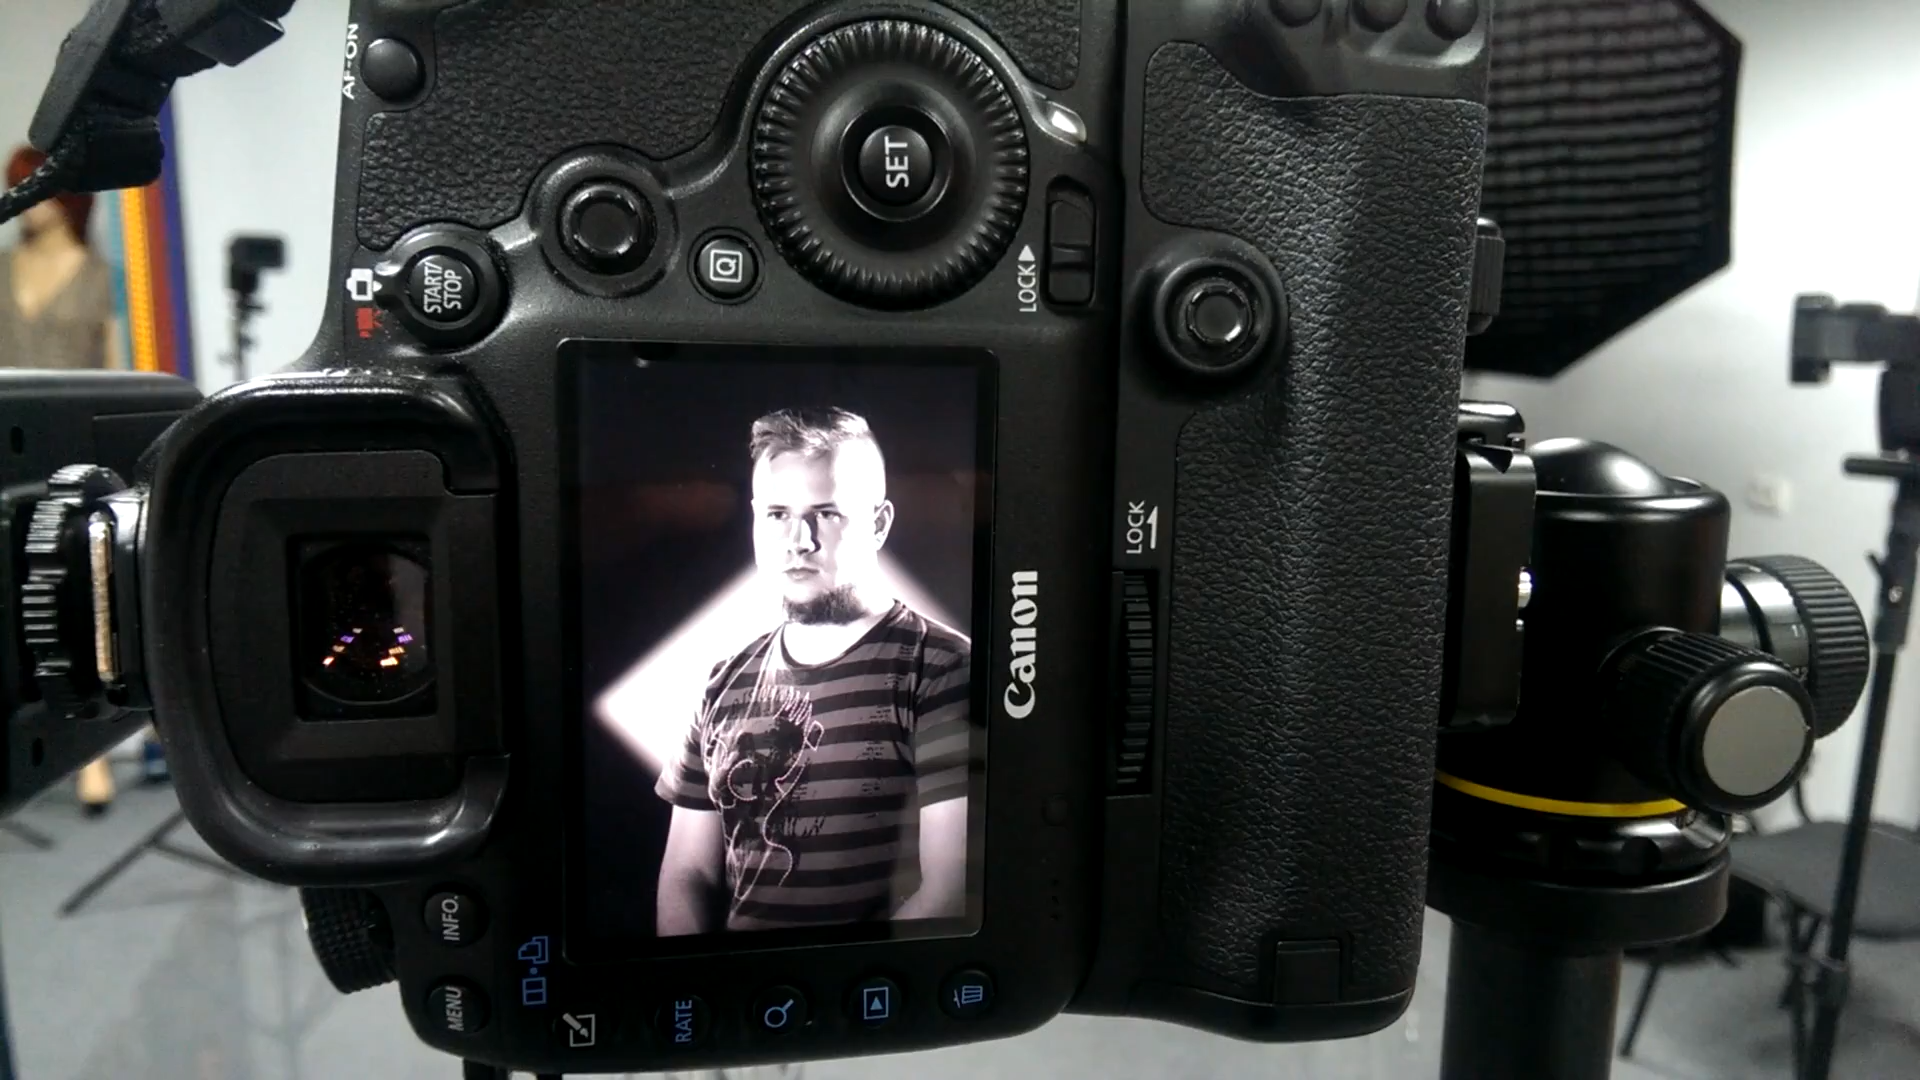 AF-ON
SET
Q
START/
STOP
LOCK▶
LOCK
Canon
INFO.
MENU
RATE